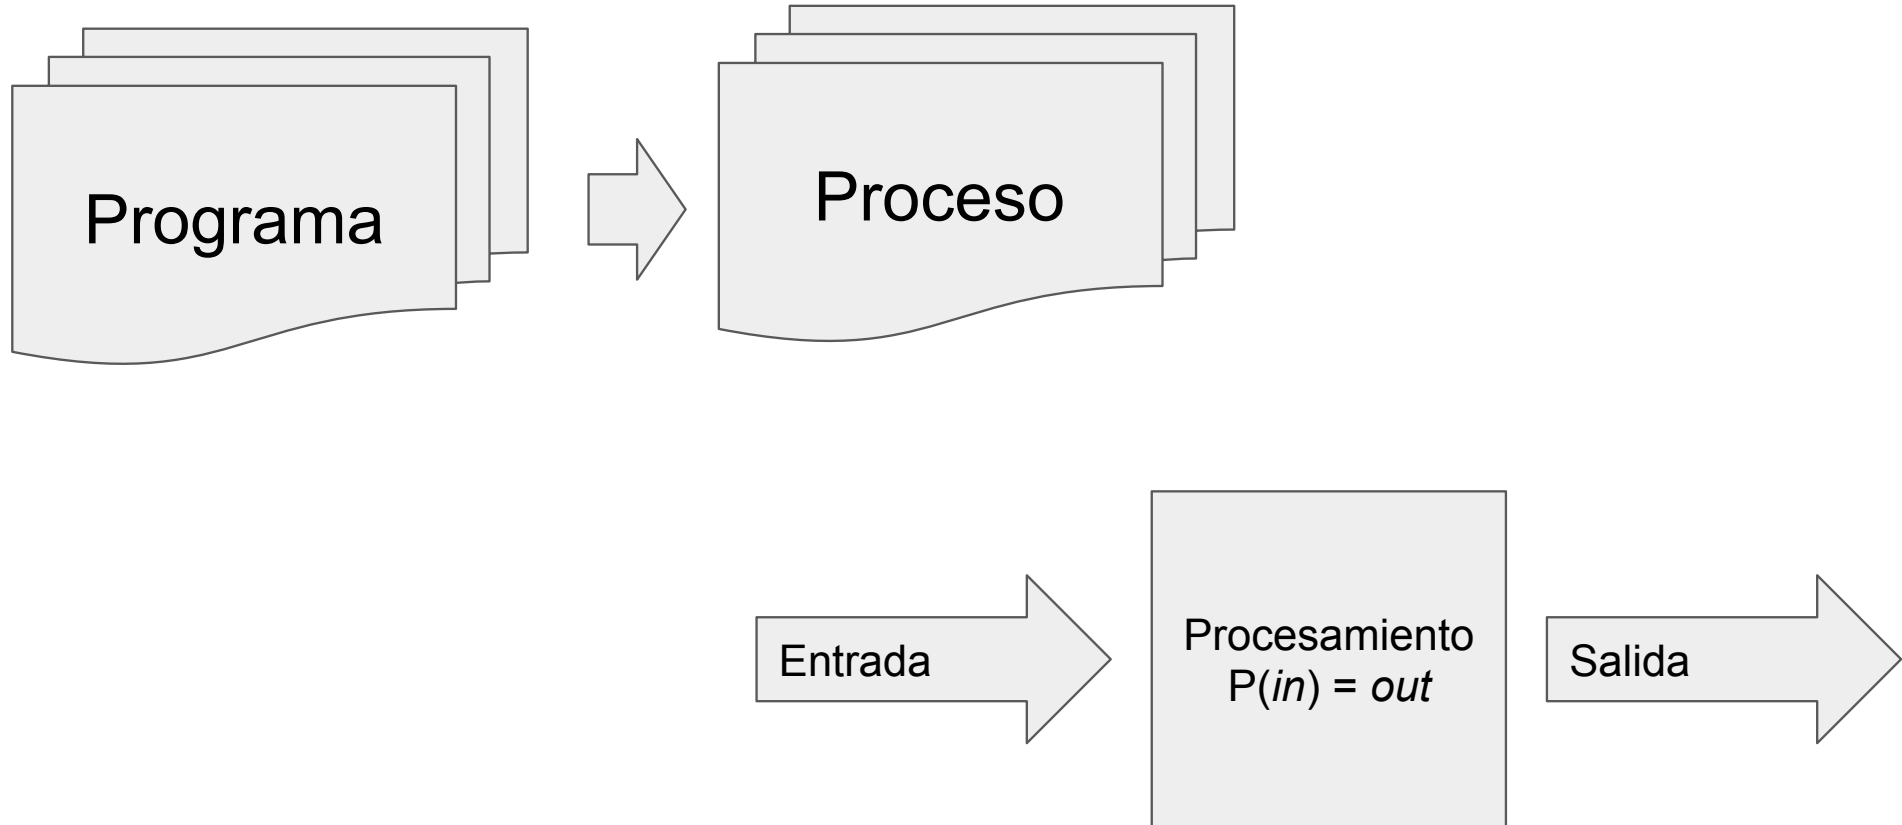 Programa
Proceso
Entrada
Procesamiento
P(in) = out
Salida